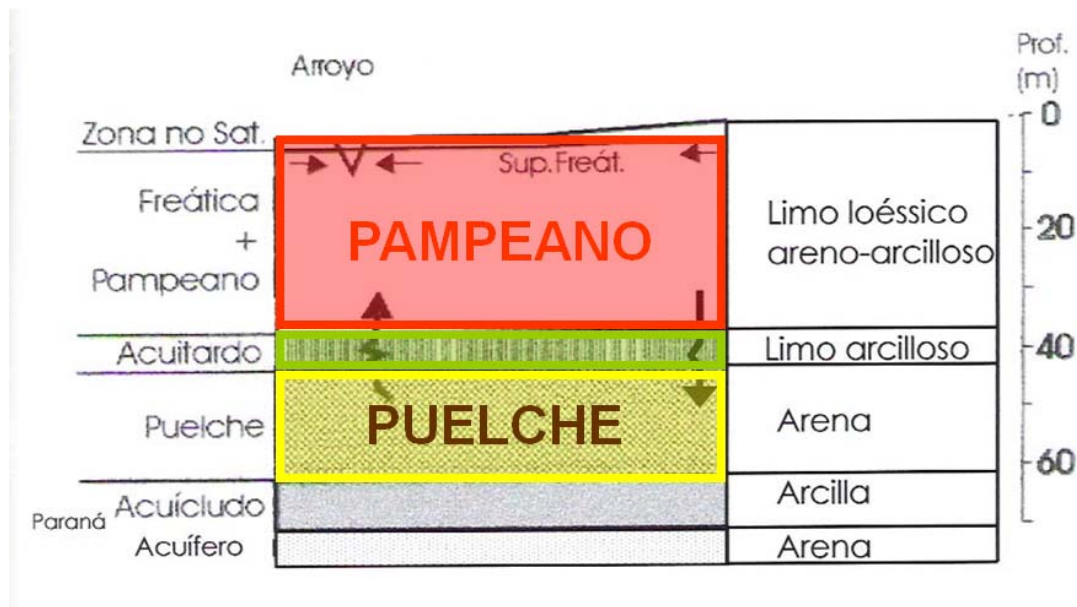 Arroyo
Prof.
(m)
0
Zona no Sat.
Sup.Freát.
Freática
+
Pampeano
PAMPEANO
Limo loéssico
areno-arcilloso
20
Acuitardo
Limo arcilloso
40
Puelche
PUELCHE
Arena
60
Paraná
Acuícludo
Arcilla
Acuífero
Arena